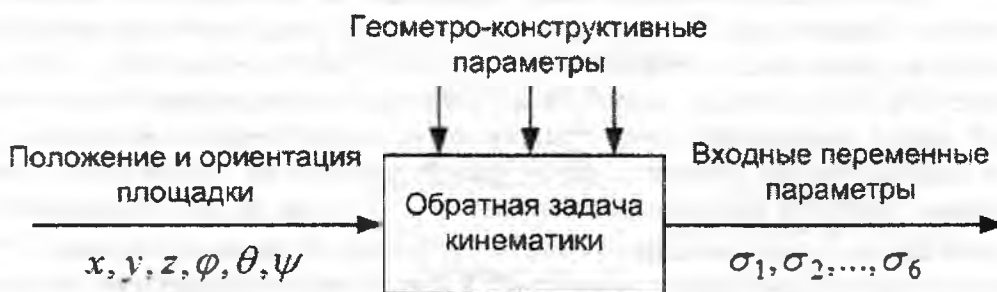 Геометро-конструктивные
параметры
Положение и ориентация
площадки
x, y, z, φ, θ, ψ
Обратная задача
кинематики
Входные переменные
параметры
σ₁, σ₂, ..., σ₆